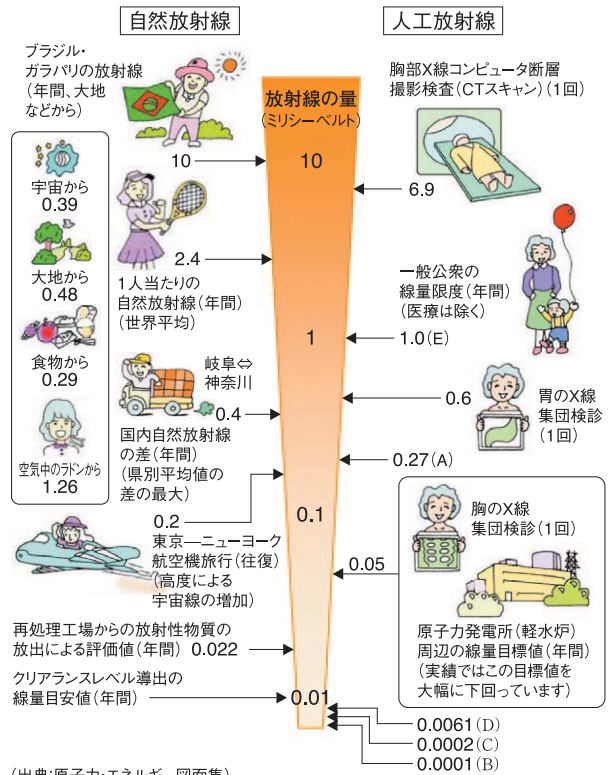 自然放射線
人工放射線
ブラジル・
ガラパリの放射線
(年間、大地
などから)
10
放射線の量
(ミリシーベルト)
10
1
0.1
0.01
胸部X線コンピュータ断層
撮影検査(CTスキャン)(1回)
6.9
宇宙から
0.39
大地から
0.48
食物から
0.29
空気中のラドンから
1.26
2.4
1人当たりの
自然放射線(年間)
(世界平均)
一般公衆の
線量限度(年間)
(医療は除く)
1.0(E)
岐阜⇔
神奈川
0.4
国内自然放射線
の差(年間)
(県別平均値の
差の最大)
0.6
胃のX線
集団検診
(1回)
0.27(A)
0.2
東京―ニューヨーク
航空機旅行(往復)
(高度による
宇宙線の増加)
胸のX線
集団検診(1回)
0.05
原子力発電所(軽水炉)
周辺の線量目標値(年間)
(実績ではこの目標値を
大幅に下回っています)
再処理工場からの放射性物質の
放出による評価値(年間) 0.022
クリアランスレベル導出の
線量目安値(年間)
0.0061(D)
0.0002(C)
0.0001(B)
(出典:原子力・エネルギー図面集)